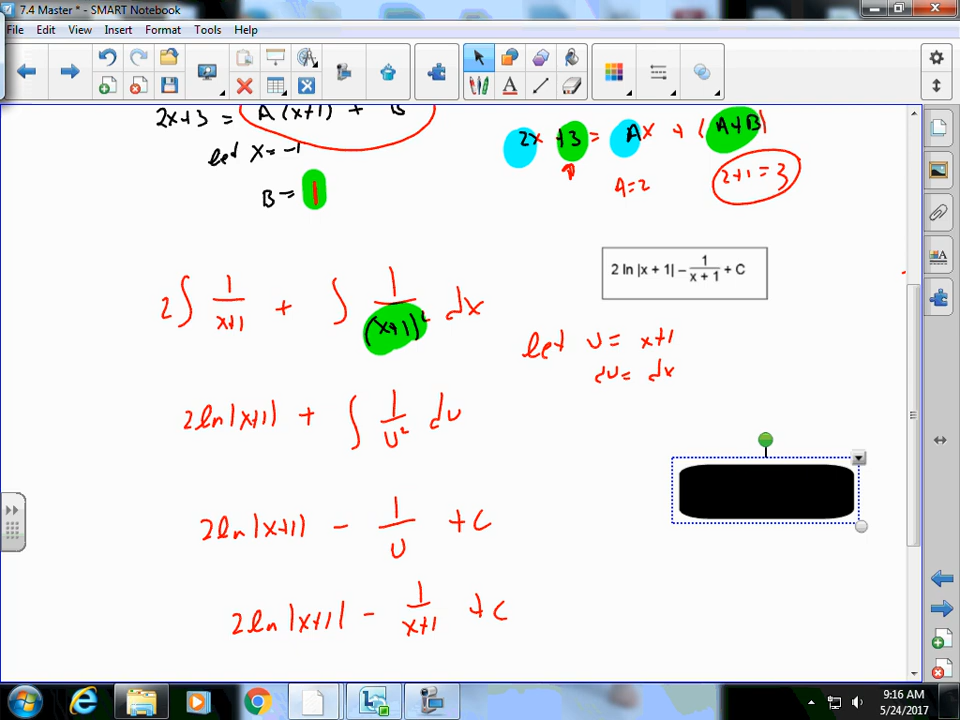 7.4 Master * - SMART Notebook
File Edit View Insert Format Tools Help
2x+3 = A(x+1) + B
let x = -1
B = 1
2x + 3 = Ax + (A+B)
A=2
2+1=3
2 ln |x + 1| − 1/(x + 1) + C
2∫ 1/(x+1) + ∫ 1/(x+1)² dx
let u = x+1
du = dx
2ln|x+1| + ∫ 1/u² du
2ln|x+1| − 1/u + C
2ln|x+1| − 1/(x+1) + C
9:16 AM
5/24/2017